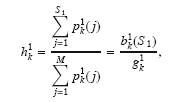 h_k^1 = \frac{\sum_{j=1}^{S_1} p_k^1(j)}{\sum_{j=1}^{M} p_k^1(j)} = \frac{b_k^1(S_1)}{g_k^1},